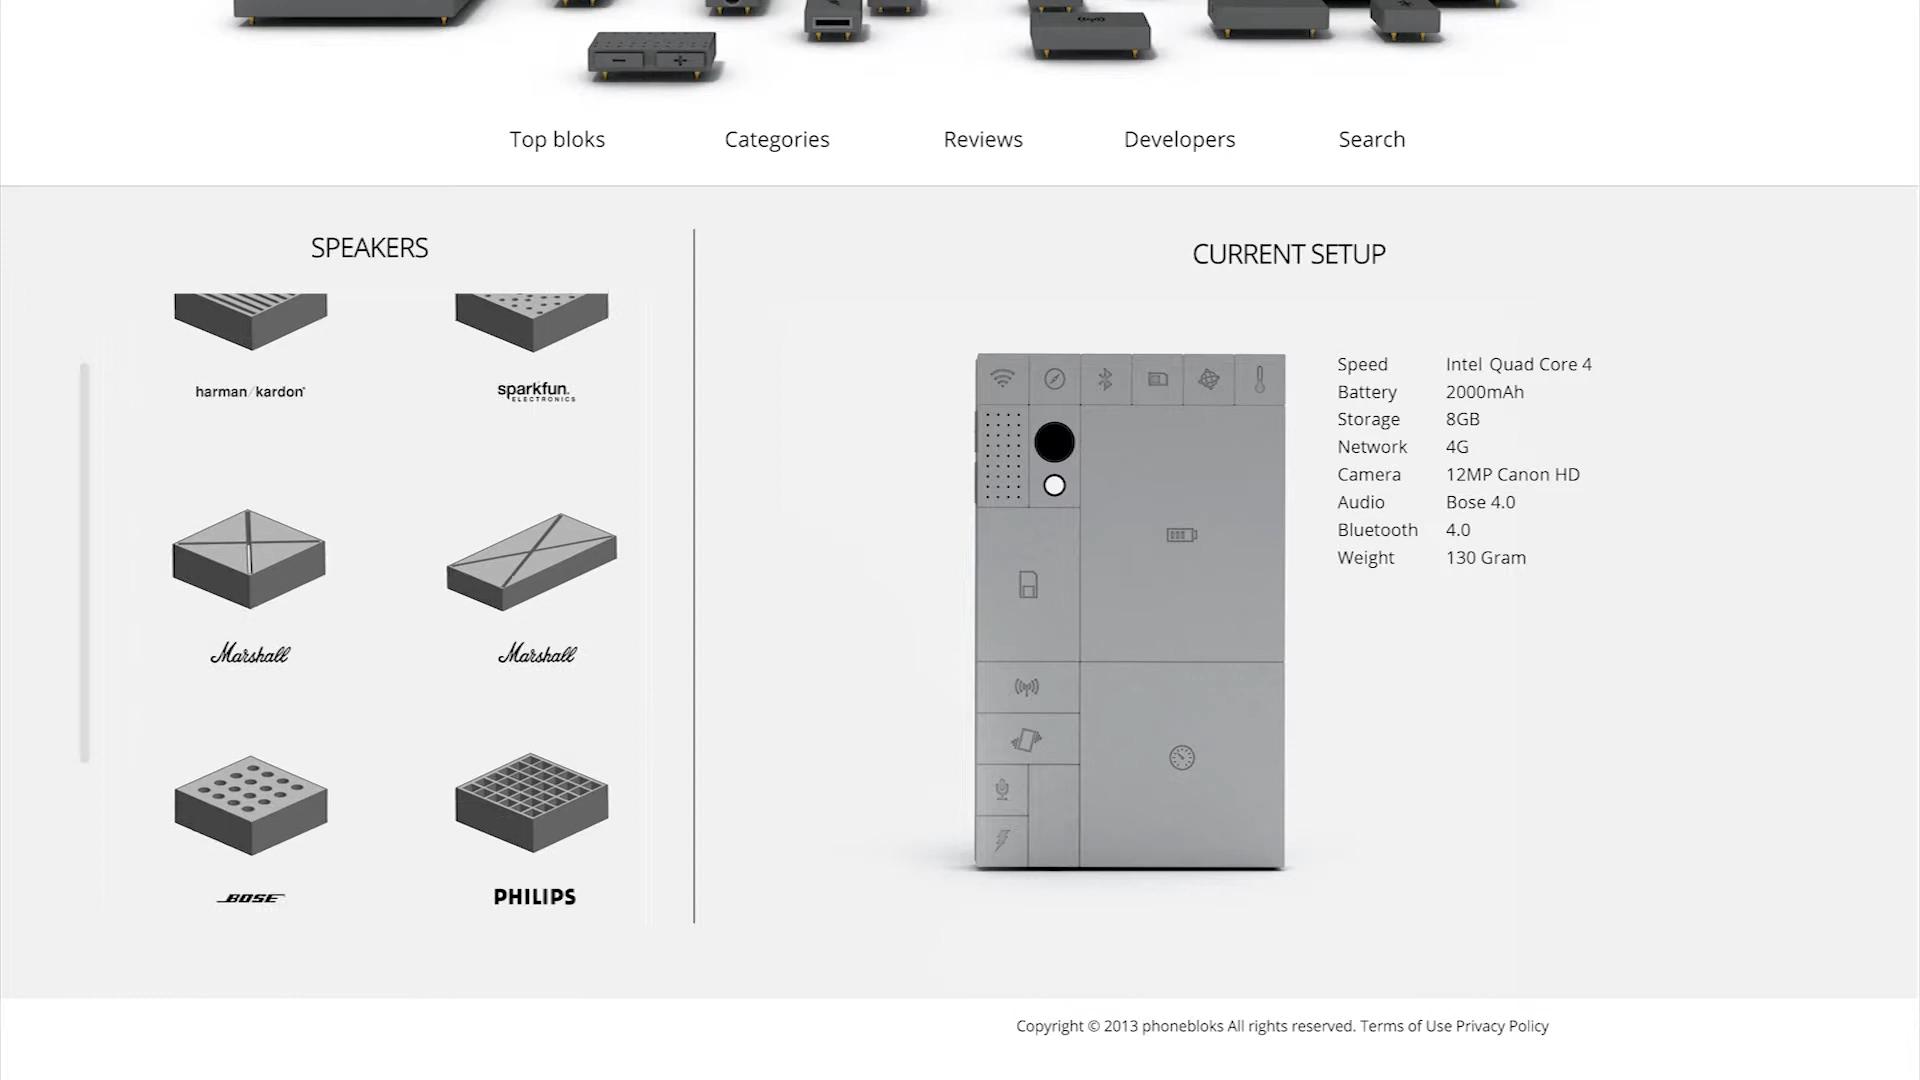 Top bloks
Categories
Reviews
Developers
Search
SPEAKERS
harman/kardon
sparkfun.
ELECTRONICS
Marshall
Marshall
BOSE
PHILIPS
CURRENT SETUP
Speed Intel Quad Core 4
Battery 2000mAh
Storage 8GB
Network 4G
Camera 12MP Canon HD
Audio Bose 4.0
Bluetooth 4.0
Weight 130 Gram
Copyright © 2013 phonebloks All rights reserved. Terms of Use Privacy Policy